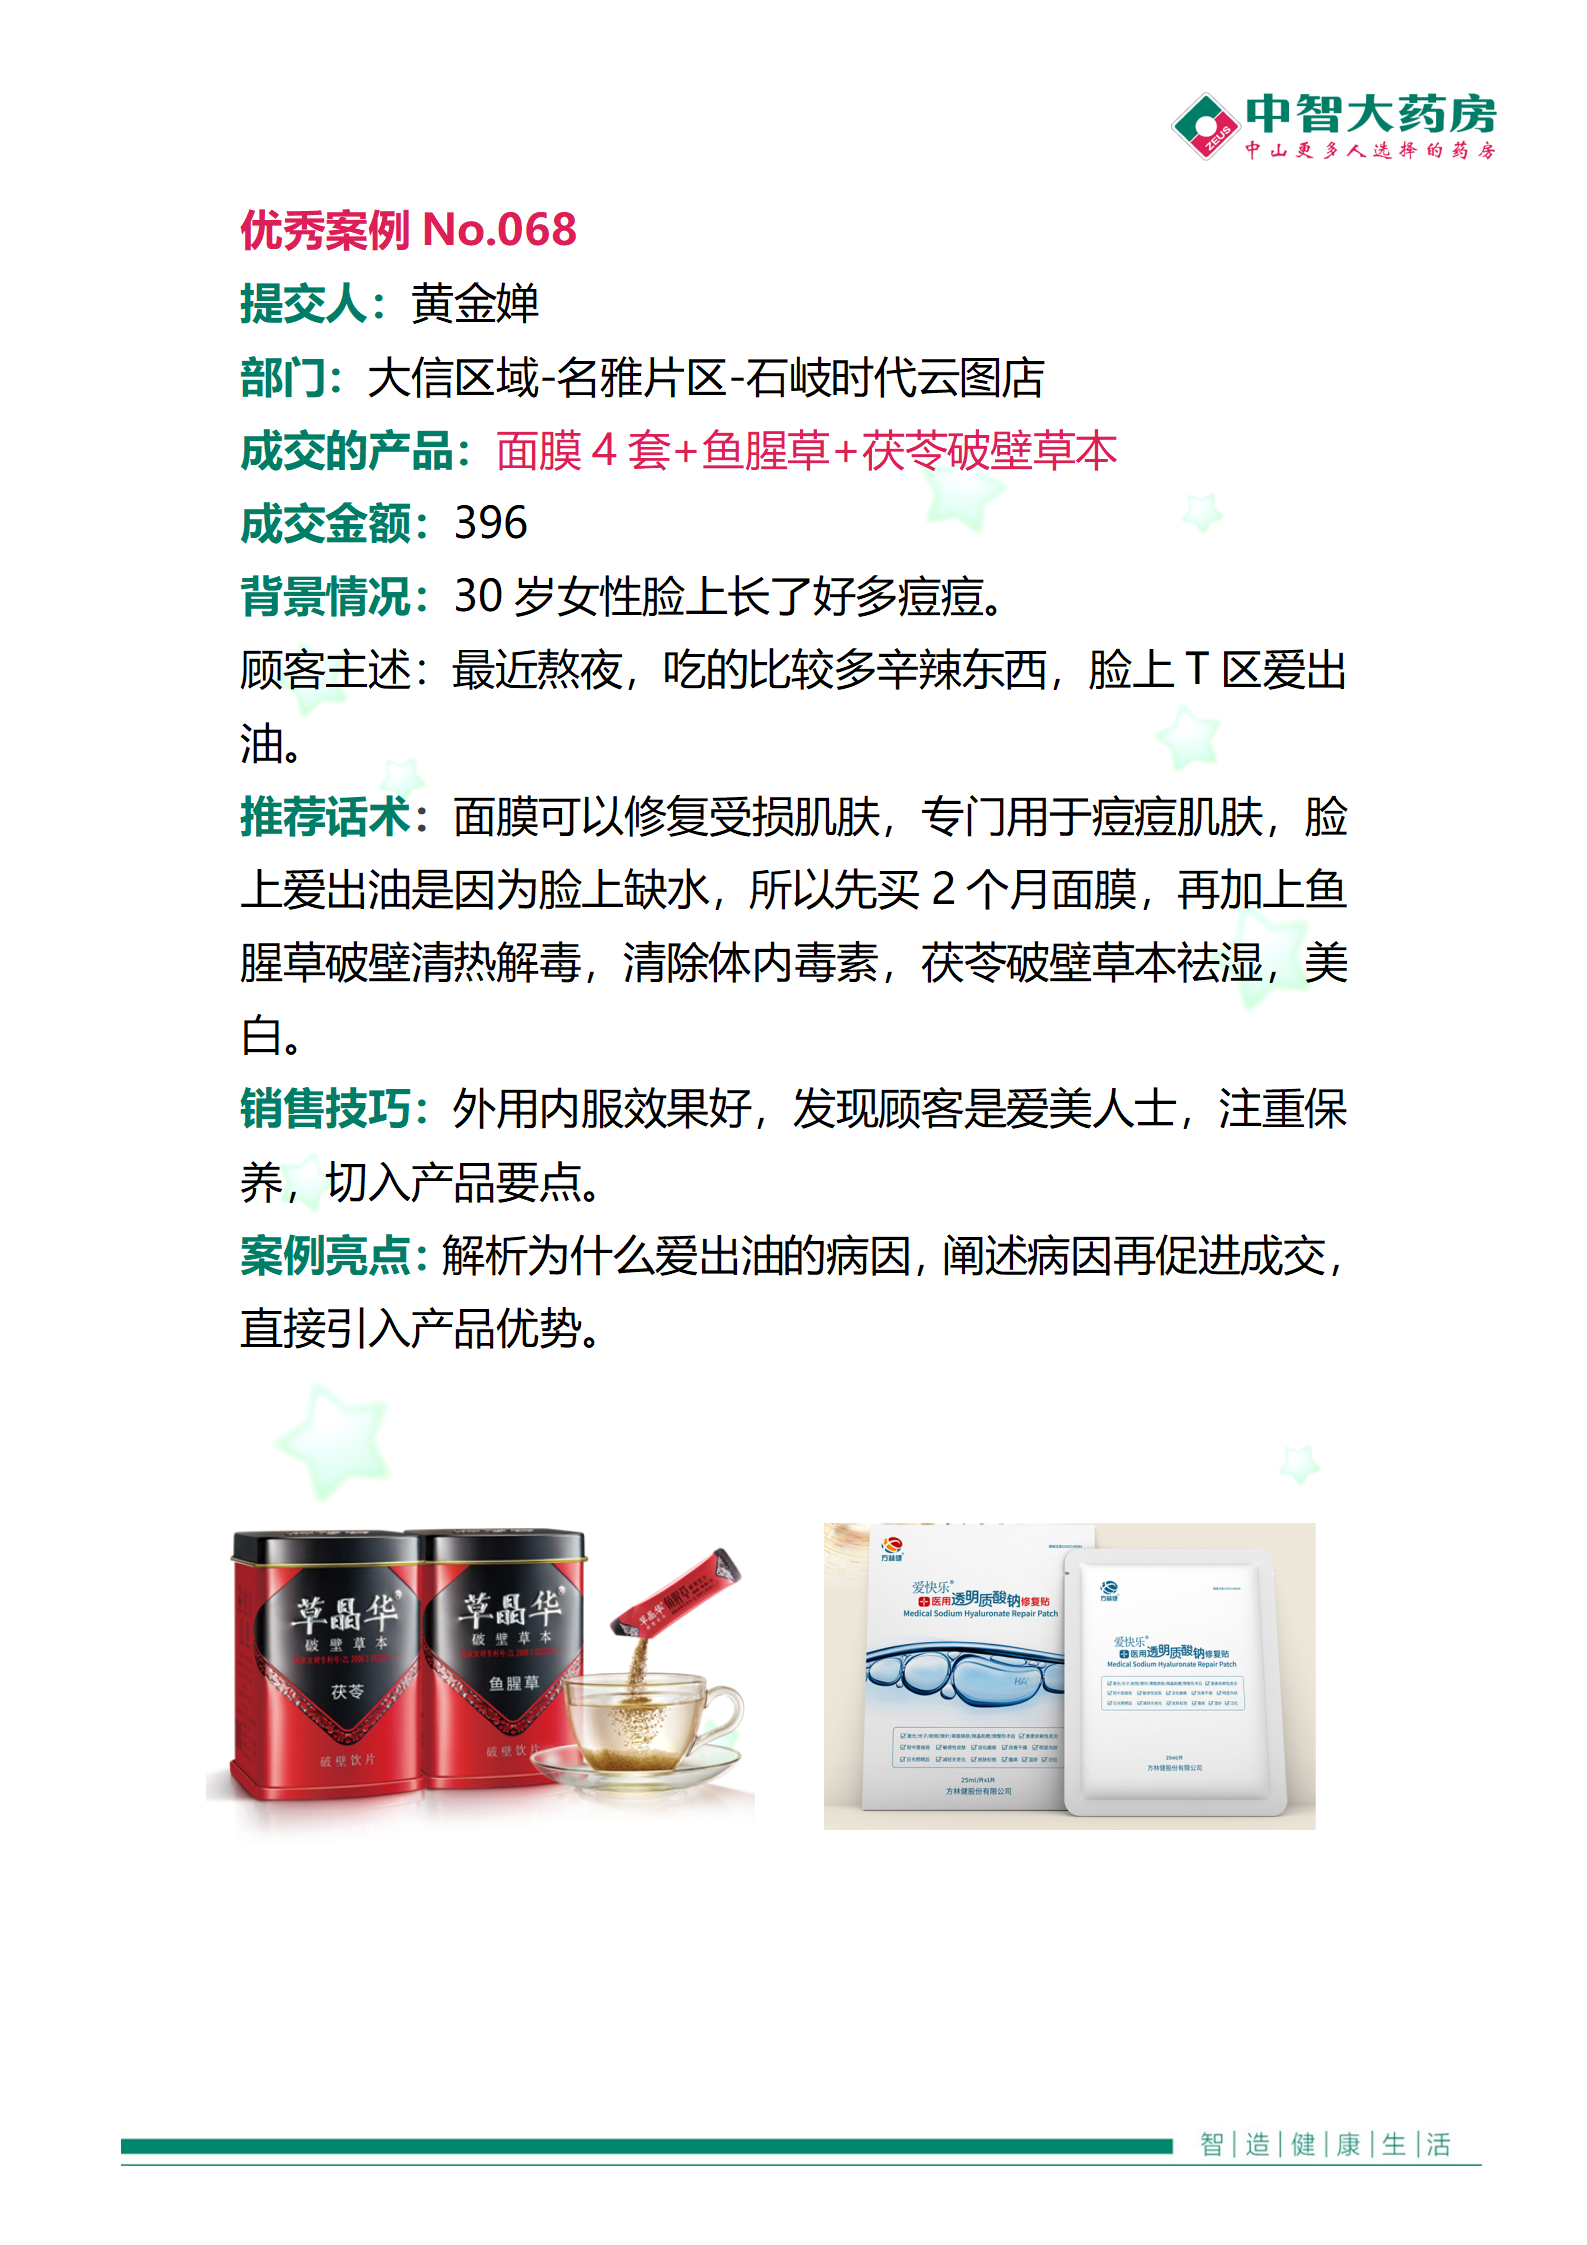 中智大药房
ZEUS
中山更多人选择的药房
优秀案例 No.068
提交人：黄金婵
部门：大信区域-名雅片区-石岐时代云图店
成交的产品：面膜 4 套+鱼腥草+茯苓破壁草本
成交金额：396
背景情况：30 岁女性脸上长了好多痘痘。
顾客主述：最近熬夜，吃的比较多辛辣东西，脸上 T 区爱出
油。
推荐话术：面膜可以修复受损肌肤，专门用于痘痘肌肤，脸
上爱出油是因为脸上缺水，所以先买 2 个月面膜，再加上鱼
腥草破壁清热解毒，清除体内毒素，茯苓破壁草本祛湿，美
白。
销售技巧：外用内服效果好，发现顾客是爱美人士，注重保
养，切入产品要点。
案例亮点：解析为什么爱出油的病因，阐述病因再促进成交，
直接引入产品优势。
草晶华
破壁草本
茯苓
破壁饮片
草晶华
破壁草本
鱼腥草
破壁饮片
草晶华 鱼腥草
方林健
爱快乐®
医用透明质酸钠修复贴
Medical Sodium Hyaluronate Repair Patch
HA
25ml/片x1片
方林健股份有限公司
方林健
爱快乐®
医用透明质酸钠修复贴
Medical Sodium Hyaluronate Repair Patch
25ml/片
方林健股份有限公司
智|造|健|康|生|活